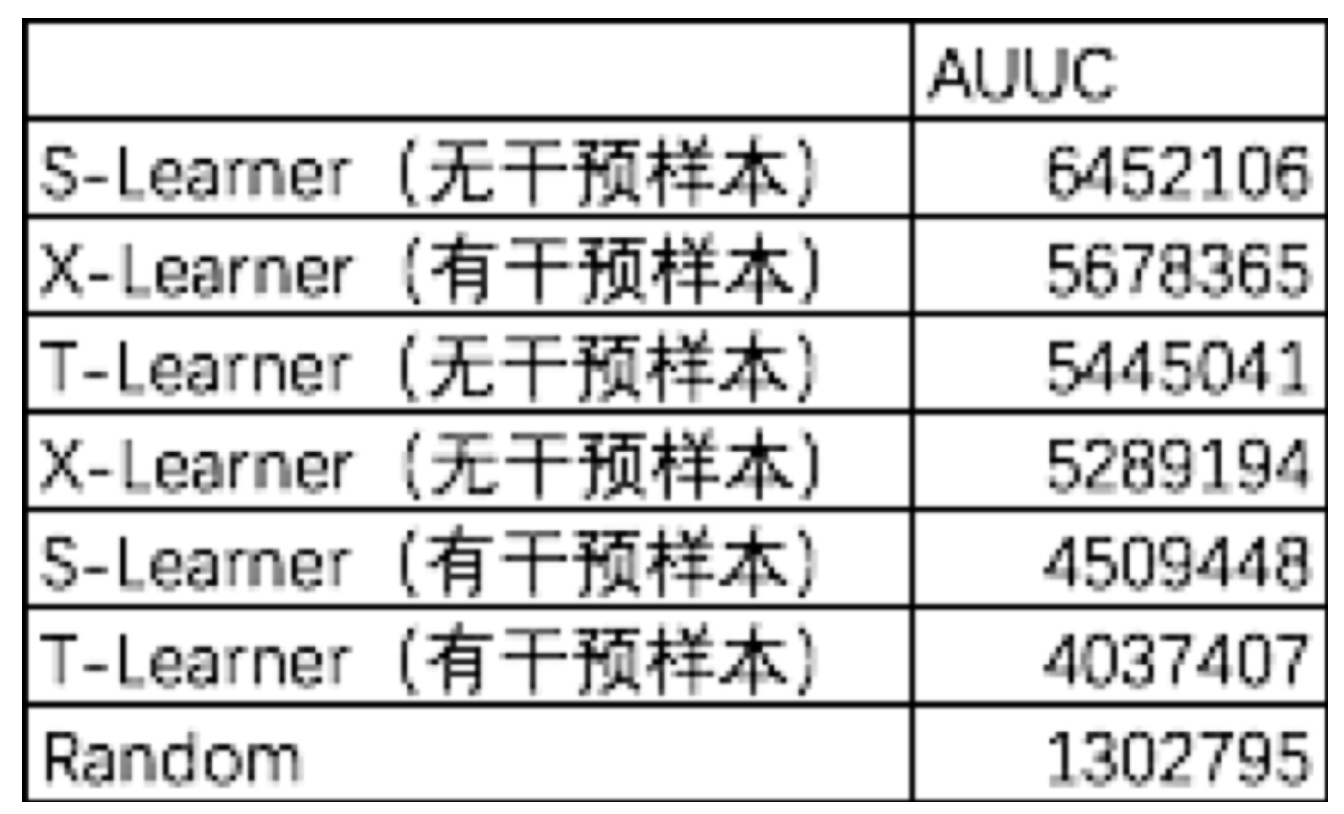 AUUC
S-Learner（无干预样本） 6452106
X-Learner（有干预样本） 5678365
T-Learner（无干预样本） 5445041
X-Learner（无干预样本） 5289194
S-Learner（有干预样本） 4509448
T-Learner（有干预样本） 4037407
Random 1302795